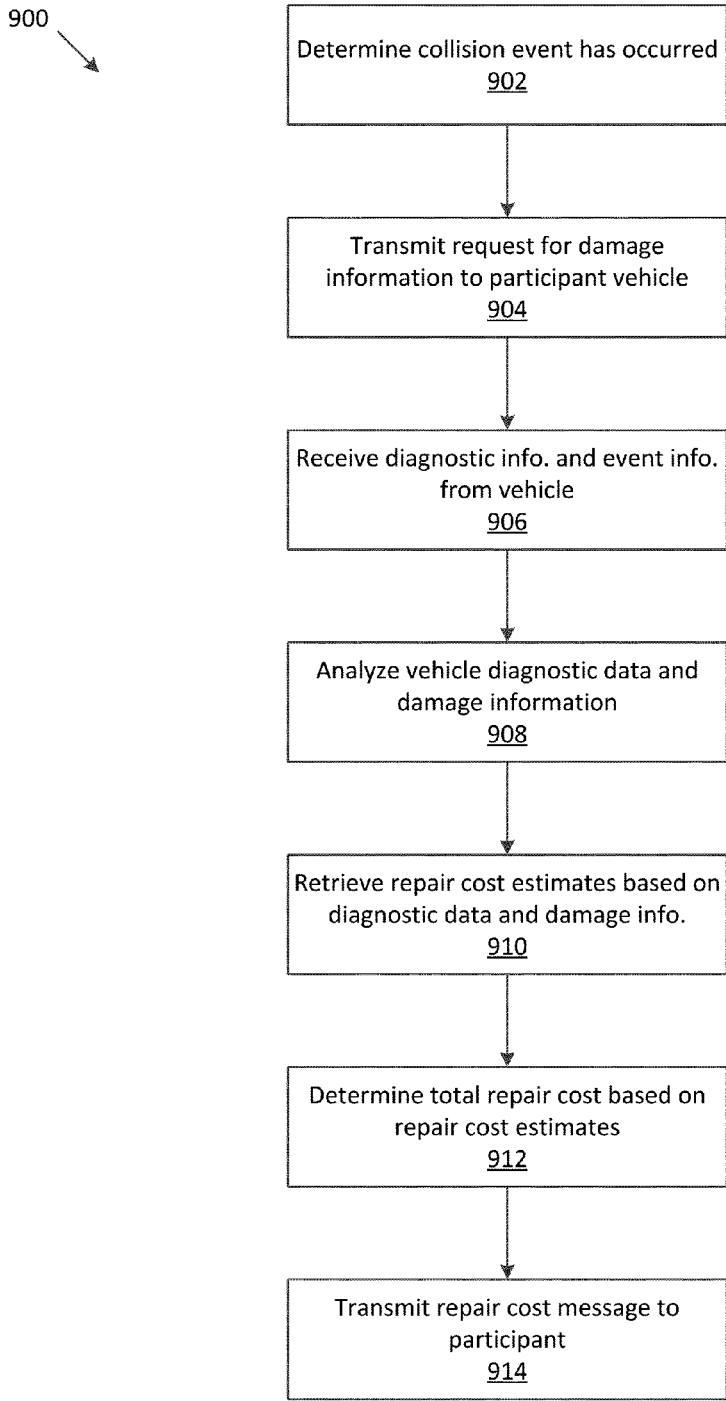 900
Determine collision event has occurred
902
Transmit request for damage
information to participant vehicle
904
Receive diagnostic info. and event info.
from vehicle
906
Analyze vehicle diagnostic data and
damage information
908
Retrieve repair cost estimates based on
diagnostic data and damage info.
910
Determine total repair cost based on
repair cost estimates
912
Transmit repair cost message to
participant
914